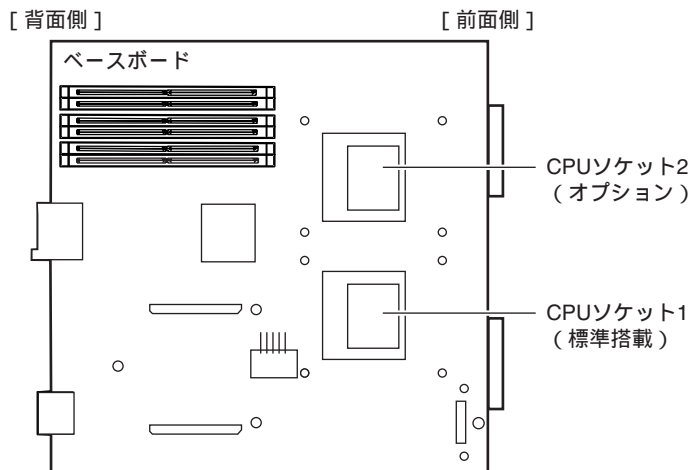 [ 背面側 ]
[ 前面側 ]
ベースボード
CPUソケット2
( オプション )
CPUソケット1
( 標準搭載 )